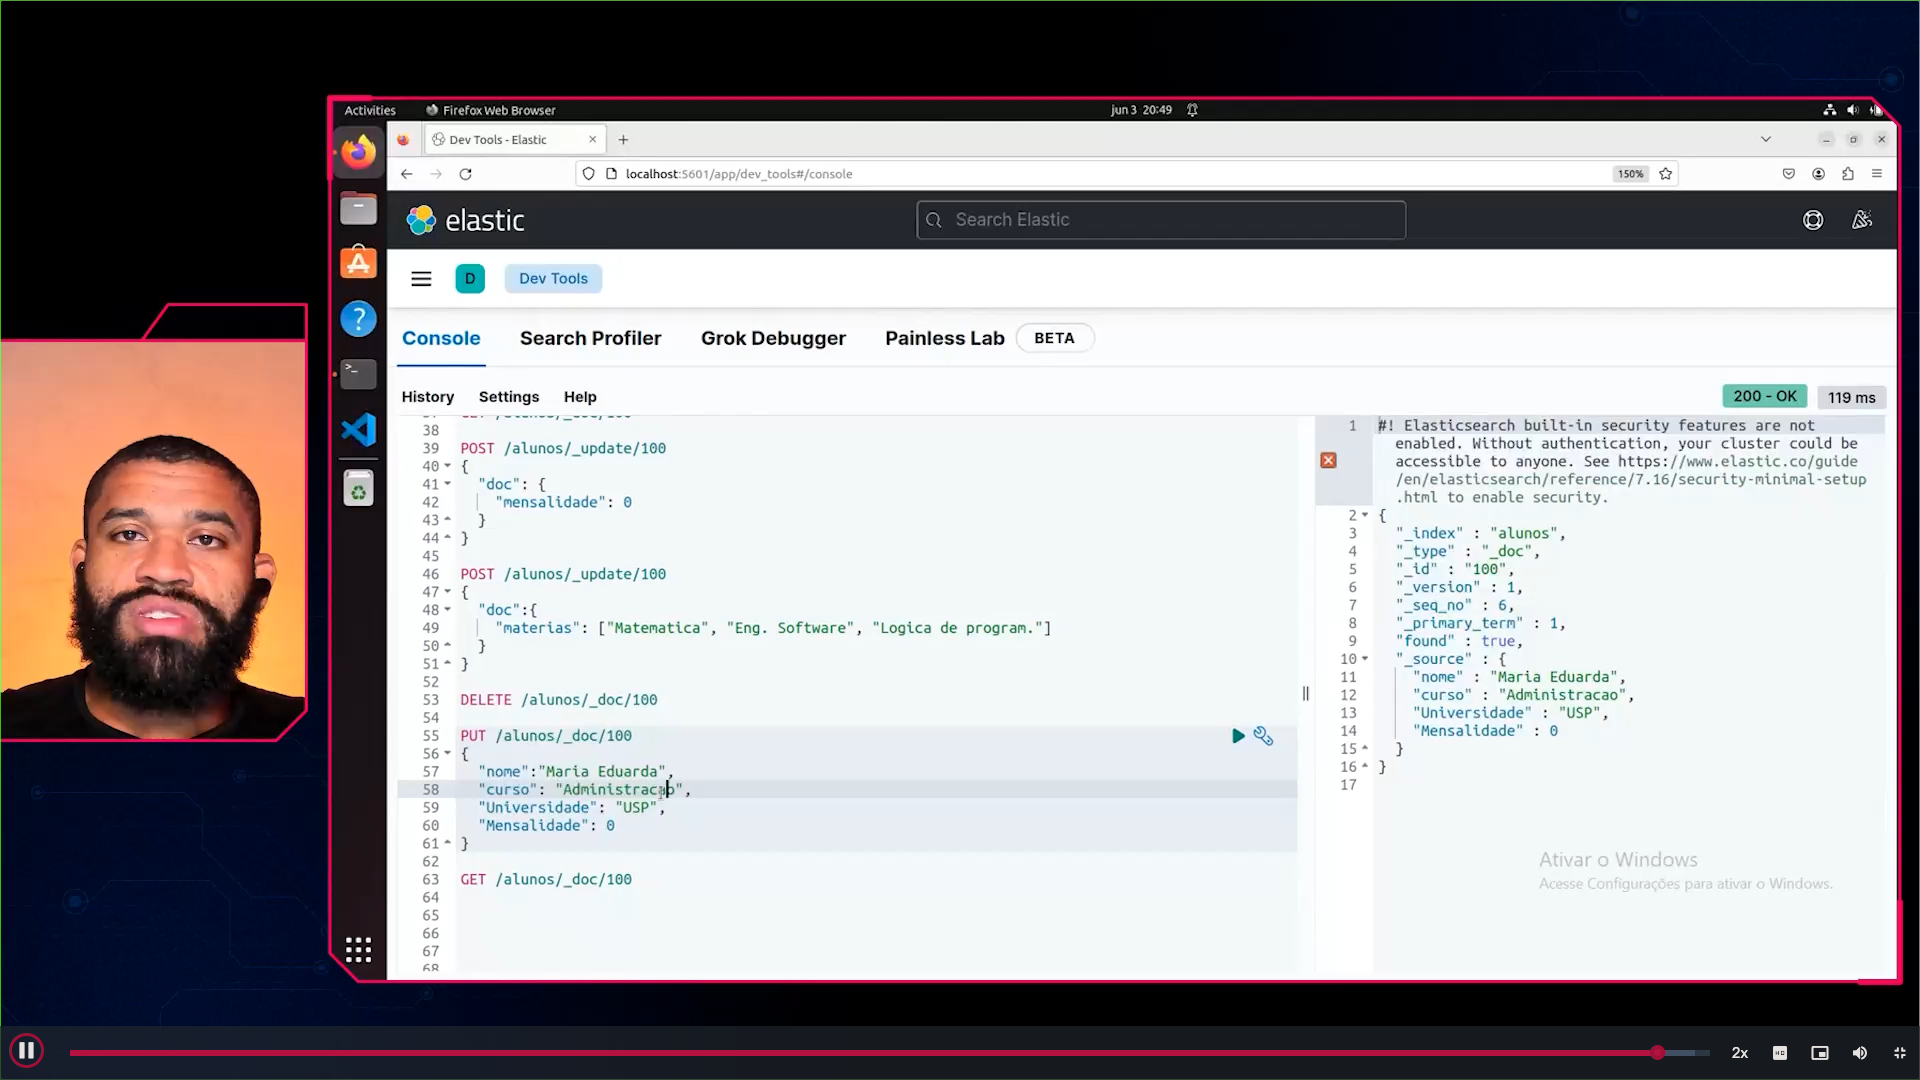 Activities
Firefox Web Browser
jun 3 20:49
Dev Tools - Elastic
localhost:5601/app/dev_tools#/console
150%
elastic
Search Elastic
D
Dev Tools
Console
Search Profiler
Grok Debugger
Painless Lab
BETA
History
Settings
Help
200 - OK
119 ms
38
39 POST /alunos/_update/100
40 {
41 "doc": {
42 "mensalidade": 0
43 }
44 }
45
46 POST /alunos/_update/100
47 {
48 "doc":{
49 "materias": ["Matematica", "Eng. Software", "Logica de program."]
50 }
51 }
52
53 DELETE /alunos/_doc/100
54
55 PUT /alunos/_doc/100
56 {
57 "nome":"Maria Eduarda",
58 "curso": "Administracao",
59 "Universidade": "USP",
60 "Mensalidade": 0
61 }
62
63 GET /alunos/_doc/100
64
65
66
67
68
1 #! Elasticsearch built-in security features are not
enabled. Without authentication, your cluster could be
accessible to anyone. See https://www.elastic.co/guide
/en/elasticsearch/reference/7.16/security-minimal-setup
.html to enable security.
2 {
3 "_index" : "alunos",
4 "_type" : "_doc",
5 "_id" : "100",
6 "_version" : 1,
7 "_seq_no" : 6,
8 "_primary_term" : 1,
9 "found" : true,
10 "_source" : {
11 "nome" : "Maria Eduarda",
12 "curso" : "Administracao",
13 "Universidade" : "USP",
14 "Mensalidade" : 0
15 }
16 }
17
Ativar o Windows
Acesse Configurações para ativar o Windows.
2x